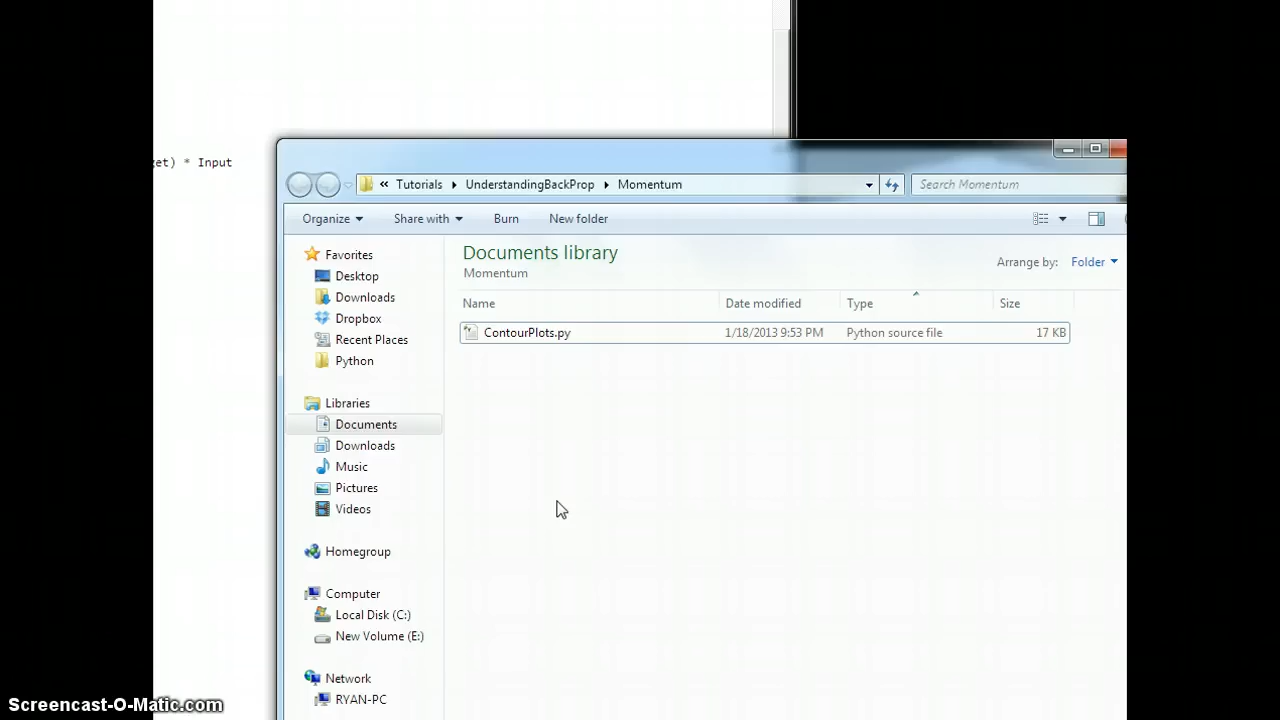 get) * Input
« Tutorials UnderstandingBackProp Momentum
Search Momentum
Organize Share with Burn New folder
Documents library
Momentum
Arrange by: Folder
Name Date modified Type Size
ContourPlots.py 1/18/2013 9:53 PM Python source file 17 KB
Favorites
Desktop
Downloads
Dropbox
Recent Places
Python
Libraries
Documents
Downloads
Music
Pictures
Videos
Homegroup
Computer
Local Disk (C:)
New Volume (E:)
Network
RYAN-PC
Screencast-O-Matic.com